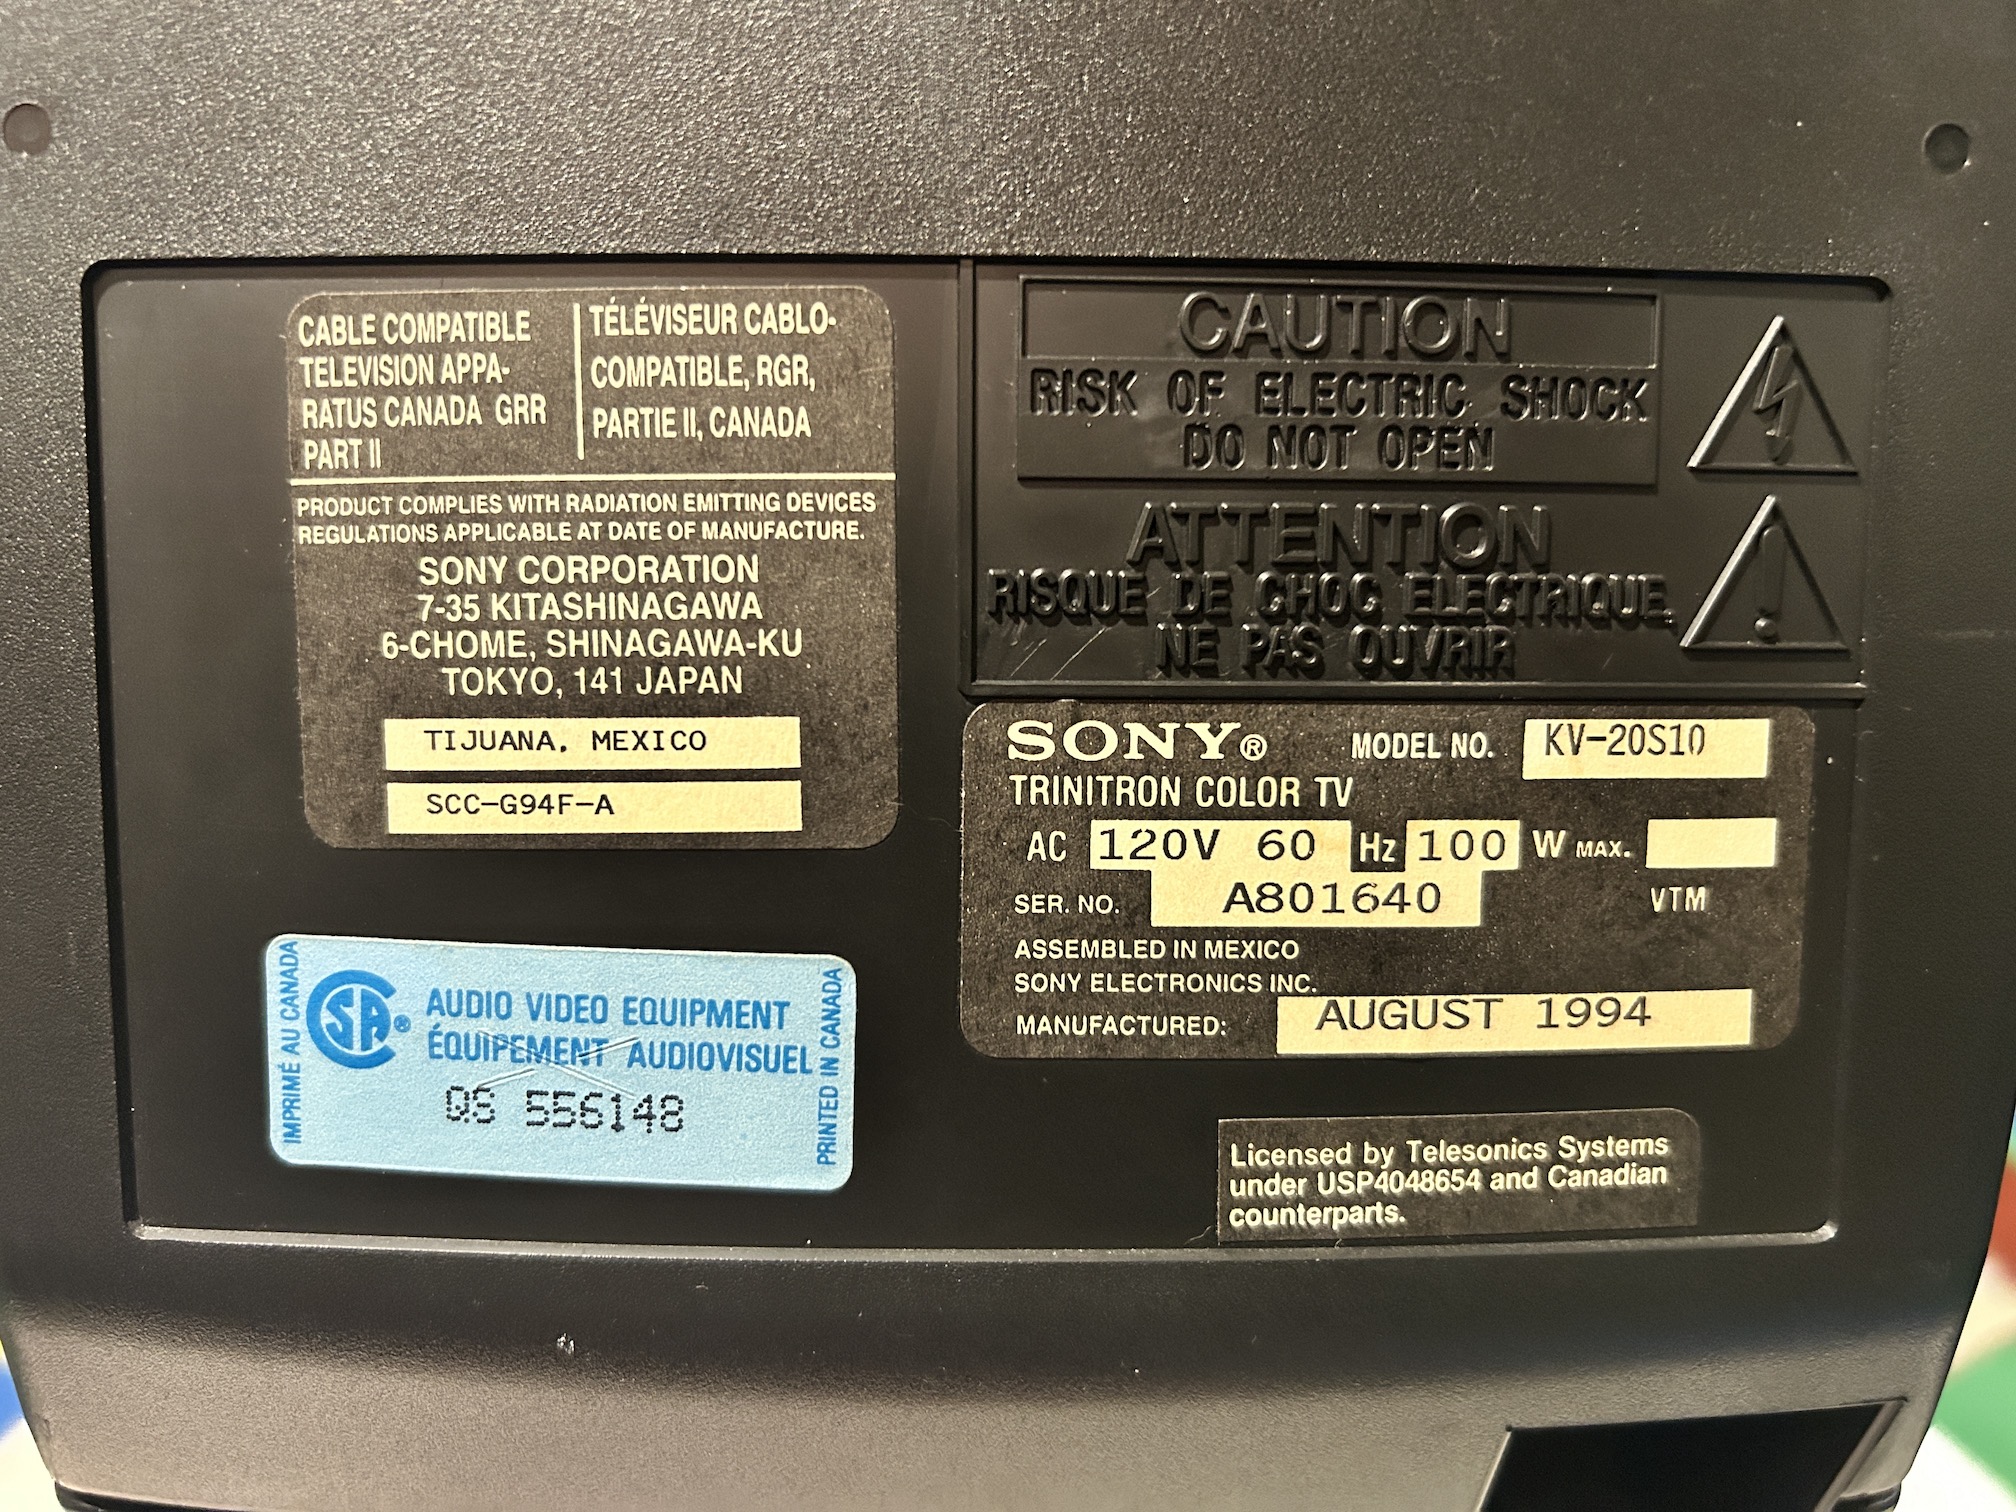 CABLE COMPATIBLE
TELEVISION APPA-
RATUS CANADA GRR
PART II
TÉLÉVISEUR CABLO-
COMPATIBLE, RGR,
PARTIE II, CANADA
PRODUCT COMPLIES WITH RADIATION EMITTING DEVICES
REGULATIONS APPLICABLE AT DATE OF MANUFACTURE.
SONY CORPORATION
7-35 KITASHINAGAWA
6-CHOME, SHINAGAWA-KU
TOKYO, 141 JAPAN
TIJUANA, MEXICO
SCC-G94F-A
CAUTION
RISK OF ELECTRIC SHOCK
DO NOT OPEN
ATTENTION
RISQUE DE CHOC ELECTRIQUE.
NE PAS OUVRIR
SONY® MODEL NO. KV-20S10
TRINITRON COLOR TV
AC 120V 60 Hz 100 W MAX.
SER. NO. A801640 VTM
ASSEMBLED IN MEXICO
SONY ELECTRONICS INC.
MANUFACTURED: AUGUST 1994
IMPRIMÉ AU CANADA
CSA®
AUDIO VIDEO EQUIPMENT
ÉQUIPEMENT AUDIOVISUEL
QS 556148
PRINTED IN CANADA
Licensed by Telesonics Systems
under USP4048654 and Canadian
counterparts.